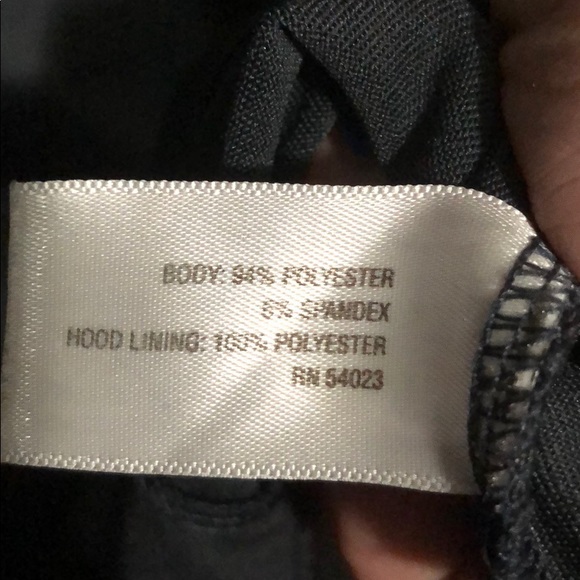 BODY: 94% POLYESTER
6% SPANDEX
HOOD LINING: 100% POLYESTER
RN 54023